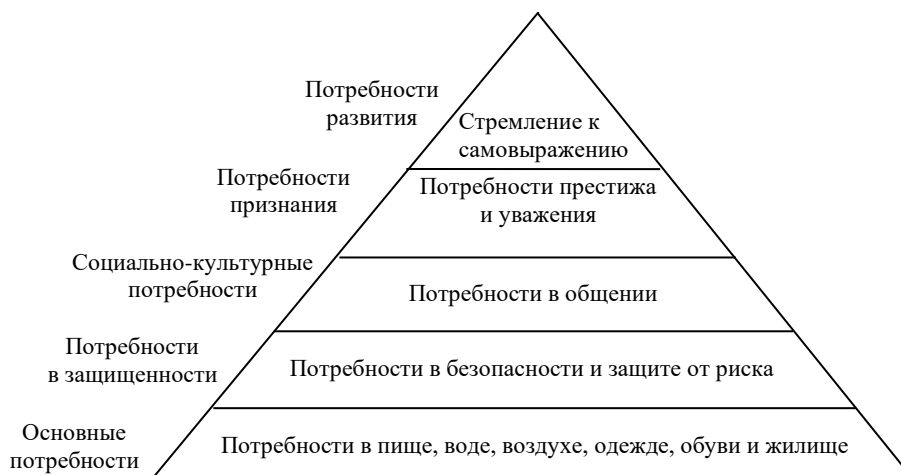 Потребности
развития
Стремление к
самовыражению
Потребности
признания
Потребности престижа
и уважения
Социально-культурные
потребности
Потребности в общении
Потребности
в защищенности
Потребности в безопасности и защите от риска
Основные
потребности
Потребности в пище, воде, воздухе, одежде, обуви и жилище